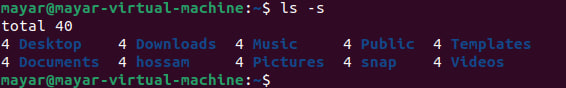 mayar@mayar-virtual-machine:~$ ls -s
total 40
4 Desktop    4 Downloads  4 Music     4 Public  4 Templates
4 Documents  4 hossam     4 Pictures  4 snap    4 Videos
mayar@mayar-virtual-machine:~$